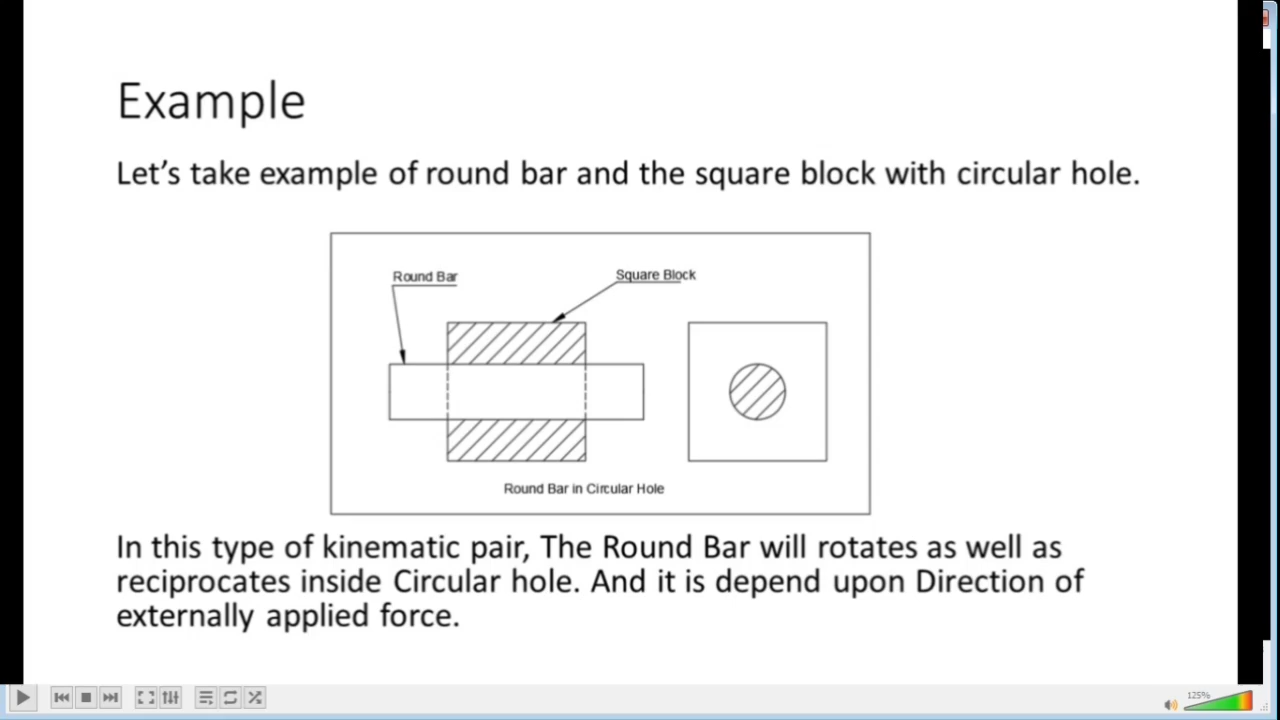 Example
Let's take example of round bar and the square block with circular hole.
Round Bar
Square Block
Round Bar in Circular Hole
In this type of kinematic pair, The Round Bar will rotates as well as
reciprocates inside Circular hole. And it is depend upon Direction of
externally applied force.
125%